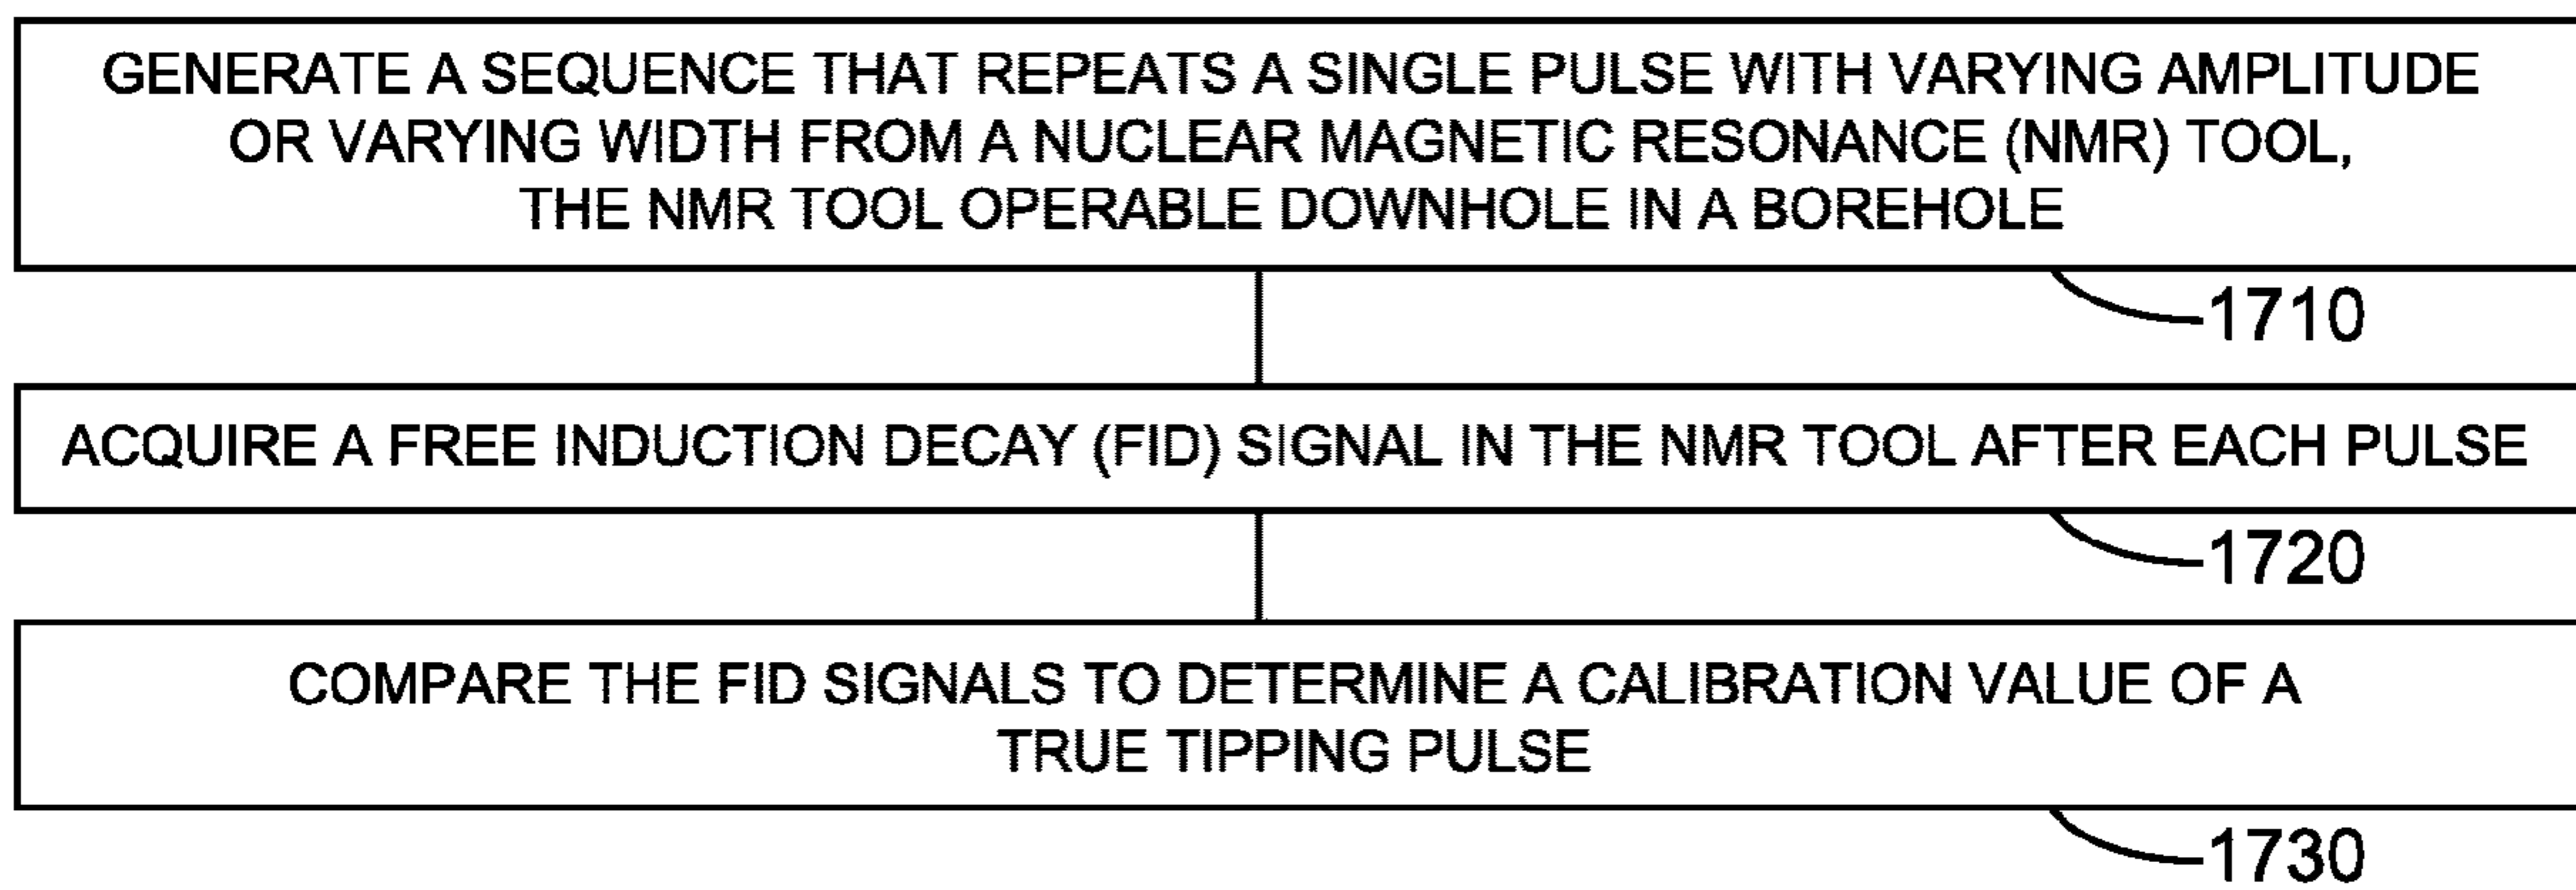 GENERATE A SEQUENCE THAT REPEATS A SINGLE PULSE WITH VARYING AMPLITUDE
OR VARYING WIDTH FROM A NUCLEAR MAGNETIC RESONANCE (NMR) TOOL,
THE NMR TOOL OPERABLE DOWNHOLE IN A BOREHOLE
1710
ACQUIRE A FREE INDUCTION DECAY (FID) SIGNAL IN THE NMR TOOL AFTER EACH PULSE
1720
COMPARE THE FID SIGNALS TO DETERMINE A CALIBRATION VALUE OF A
TRUE TIPPING PULSE
1730